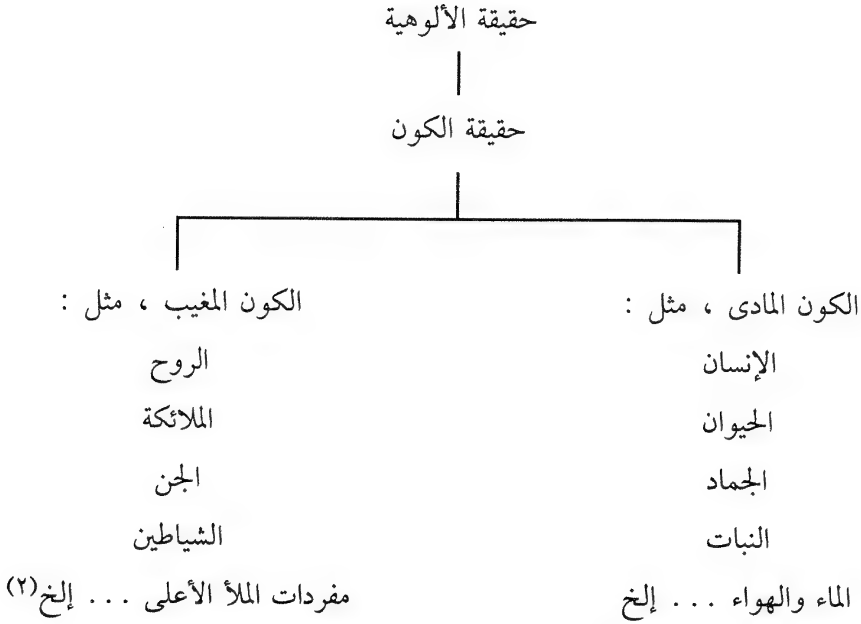 حقيقة الألوهية
حقيقة الكون
الكون المادى ، مثل :
الإنسان
الحيوان
الجماد
النبات
الماء والهواء ... إلخ
الكون المغيب ، مثل :
الروح
الملائكة
الجن
الشياطين
مفردات الملأ الأعلى ... إلخ(٢)